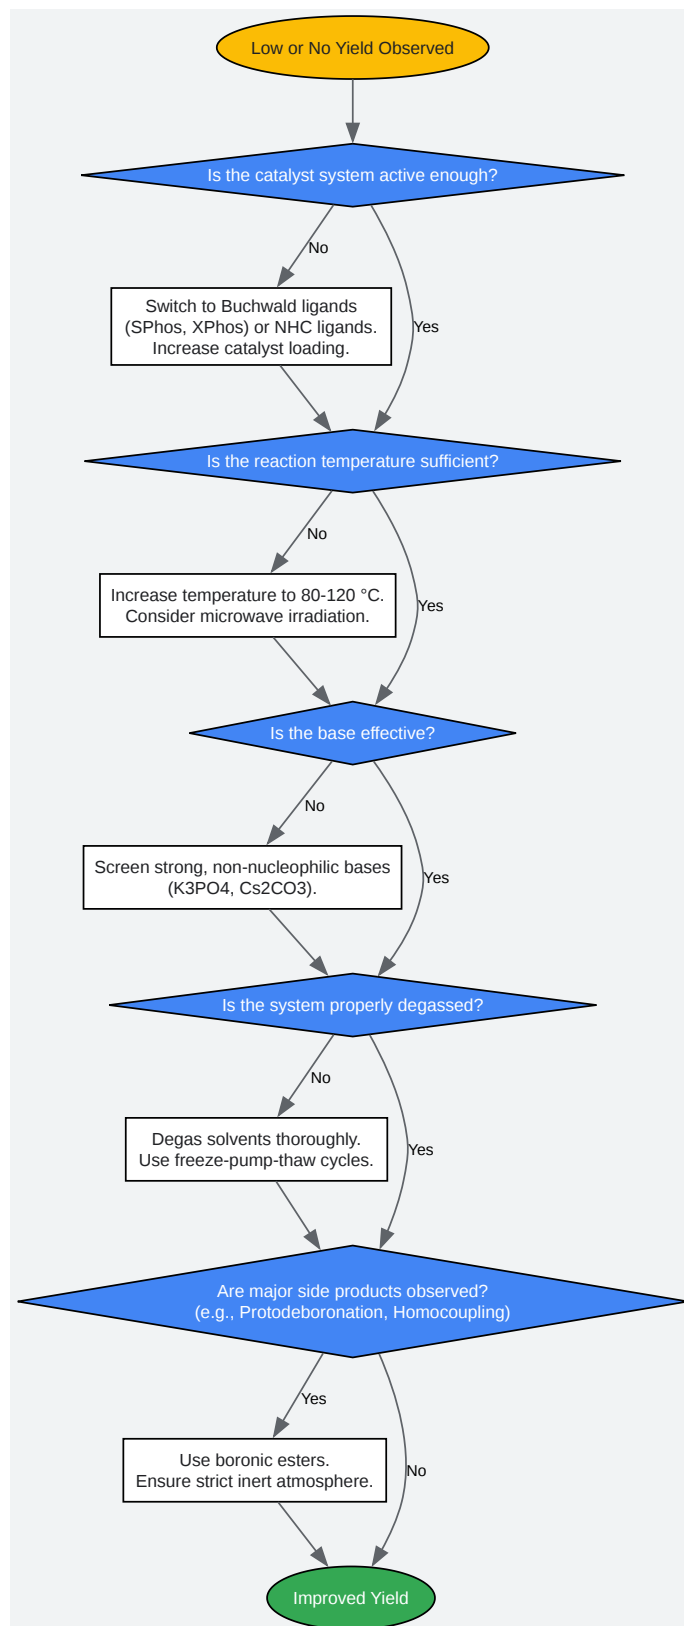 Low or No Yield Observed
Is the catalyst system active enough?
No
Switch to Buchwald ligands
(SPhos, XPhos) or NHC ligands.
Increase catalyst loading.
Yes
Is the reaction temperature sufficient?
No
Increase temperature to 80-120 °C.
Consider microwave irradiation.
Yes
Is the base effective?
No
Screen strong, non-nucleophilic bases
(K3PO4, Cs2CO3).
Yes
Is the system properly degassed?
No
Degas solvents thoroughly.
Use freeze-pump-thaw cycles.
Yes
Are major side products observed?
(e.g., Protodeboronation, Homocoupling)
Yes
Use boronic esters.
Ensure strict inert atmosphere.
No
Improved Yield